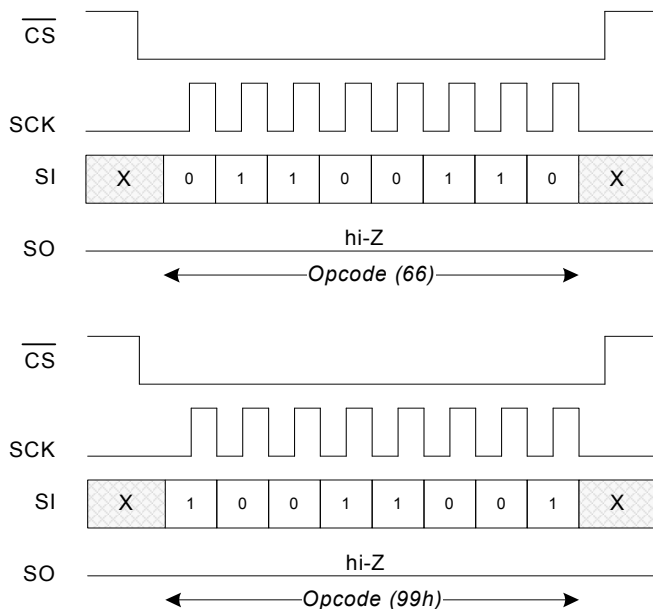 CS
SCK
SI X 0 1 1 0 0 1 1 0 X
hi-Z
SO
Opcode (66)
CS
SCK
SI X 1 0 0 1 1 0 0 1 X
hi-Z
SO
Opcode (99h)